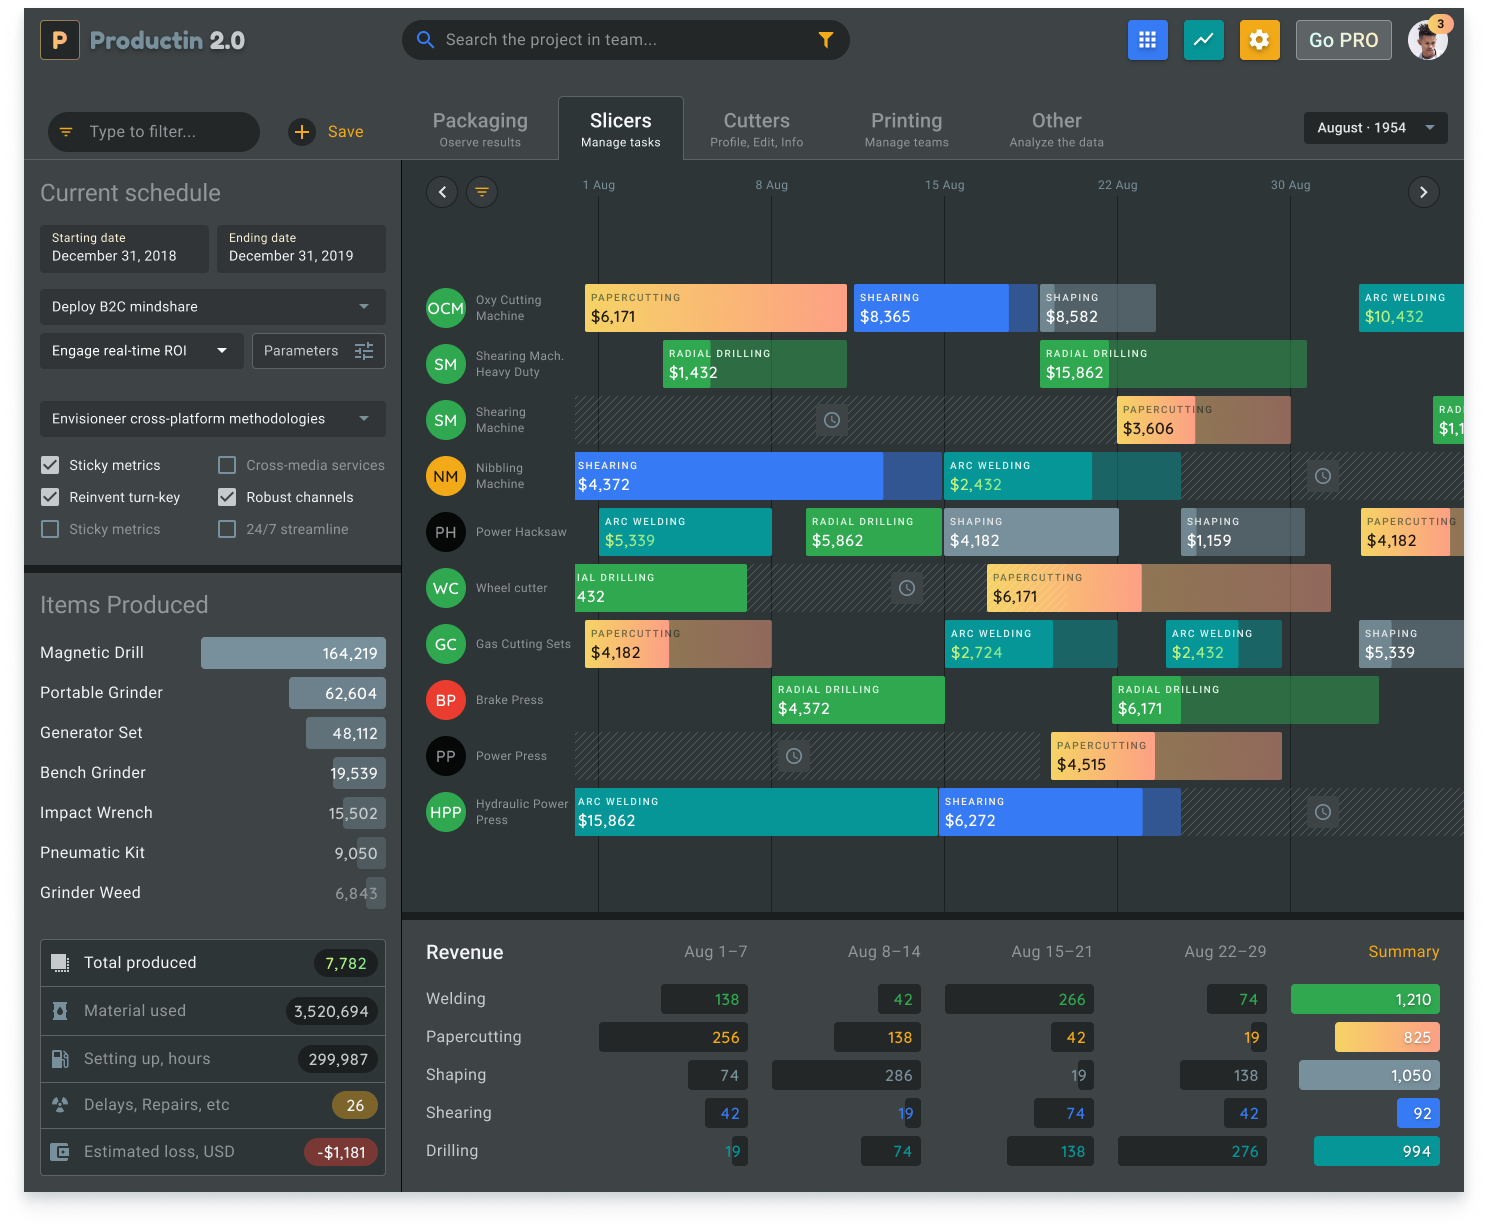 P Productin 2.0
Search the project in team...
Go PRO
3
Type to filter...
Save
Packaging
Oserve results
Slicers
Manage tasks
Cutters
Profile, Edit, Info
Printing
Manage teams
Other
Analyze the data
August · 1954
Current schedule
Starting date
December 31, 2018
Ending date
December 31, 2019
Deploy B2C mindshare
Engage real-time ROI
Parameters
Envisioneer cross-platform methodologies
Sticky metrics
Cross-media services
Reinvent turn-key
Robust channels
Sticky metrics
24/7 streamline
Items Produced
Magnetic Drill 164,219
Portable Grinder 62,604
Generator Set 48,112
Bench Grinder 19,539
Impact Wrench 15,502
Pneumatic Kit 9,050
Grinder Weed 6,843
Total produced 7,782
Material used 3,520,694
Setting up, hours 299,987
Delays, Repairs, etc 26
Estimated loss, USD -$1,181
1 Aug 8 Aug 15 Aug 22 Aug 30 Aug
OCM
Oxy Cutting
Machine
PAPERCUTTING
$6,171
SHEARING
$8,365
SHAPING
$8,582
ARC WELDING
$10,432
SM
Shearing Mach.
Heavy Duty
RADIAL DRILLING
$1,432
RADIAL DRILLING
$15,862
SM
Shearing
Machine
PAPERCUTTING
$3,606
RADI
$1,1
NM
Nibbling
Machine
SHEARING
$4,372
ARC WELDING
$2,432
PH
Power Hacksaw
ARC WELDING
$5,339
RADIAL DRILLING
$5,862
SHAPING
$4,182
SHAPING
$1,159
PAPERCUTTING
$4,182
WC
Wheel cutter
IAL DRILLING
432
PAPERCUTTING
$6,171
GC
Gas Cutting Sets
PAPERCUTTING
$4,182
ARC WELDING
$2,724
ARC WELDING
$2,432
SHAPING
$5,339
BP
Brake Press
RADIAL DRILLING
$4,372
RADIAL DRILLING
$6,171
PP
Power Press
PAPERCUTTING
$4,515
HPP
Hydraulic Power
Press
ARC WELDING
$15,862
SHEARING
$6,272
Revenue Aug 1–7 Aug 8–14 Aug 15–21 Aug 22–29 Summary
Welding 138 42 266 74 1,210
Papercutting 256 138 42 19 825
Shaping 74 286 19 138 1,050
Shearing 42 19 74 42 92
Drilling 19 74 138 276 994